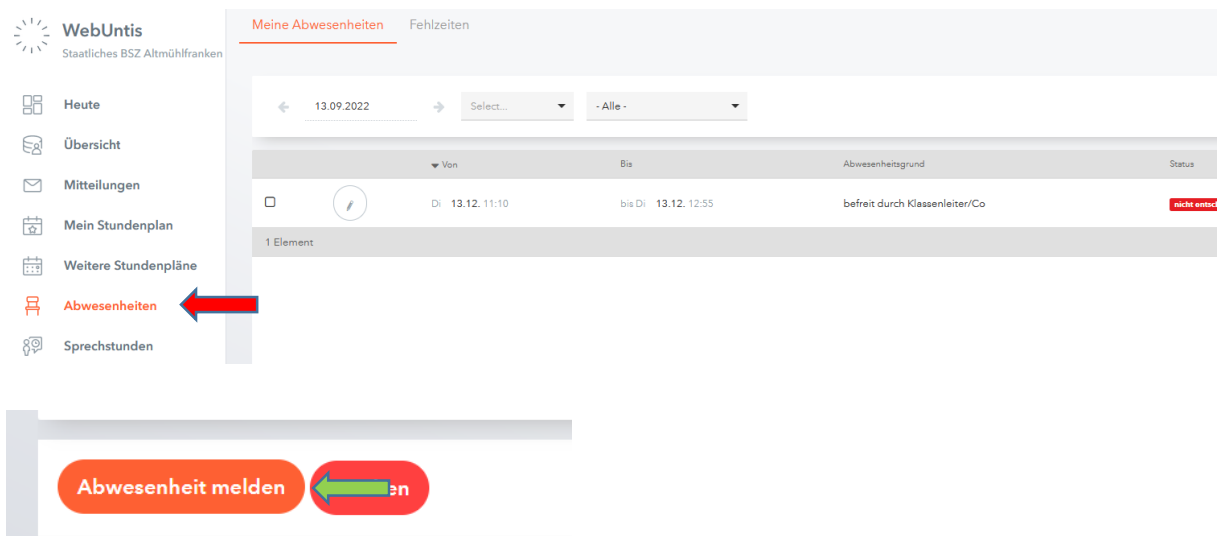 WebUntis
Staatliches BSZ Altmühlfranken
Meine Abwesenheiten Fehlzeiten
Heute
Übersicht
Mitteilungen
Mein Stundenplan
Weitere Stundenpläne
Abwesenheiten
Sprechstunden
13.09.2022 Select... - Alle -
Von Bis Abwesenheitsgrund Status
Di 13.12. 11:10 bis Di 13.12. 12:55 befreit durch Klassenleiter/Co nicht
1 Element
Abwesenheit melden